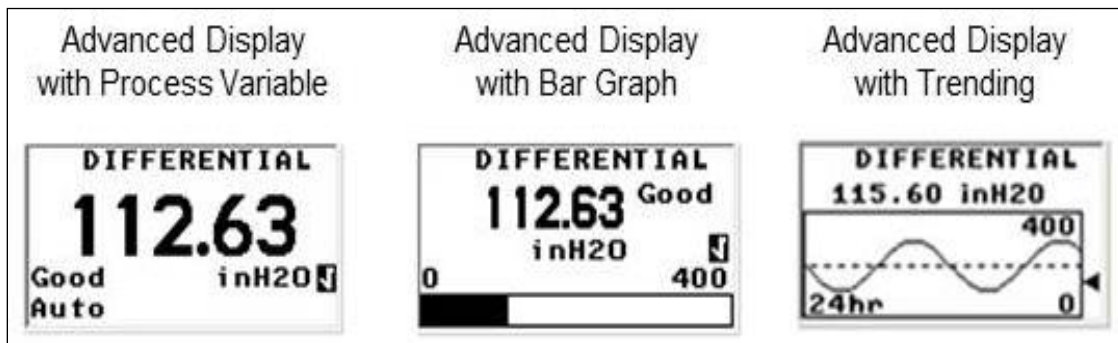 Advanced Display
with Process Variable
DIFFERENTIAL
112.63
Good inH2O √
Auto
Advanced Display
with Bar Graph
DIFFERENTIAL
112.63 Good
inH2O √
0 400
Advanced Display
with Trending
DIFFERENTIAL
115.60 inH2O
400
24hr 0